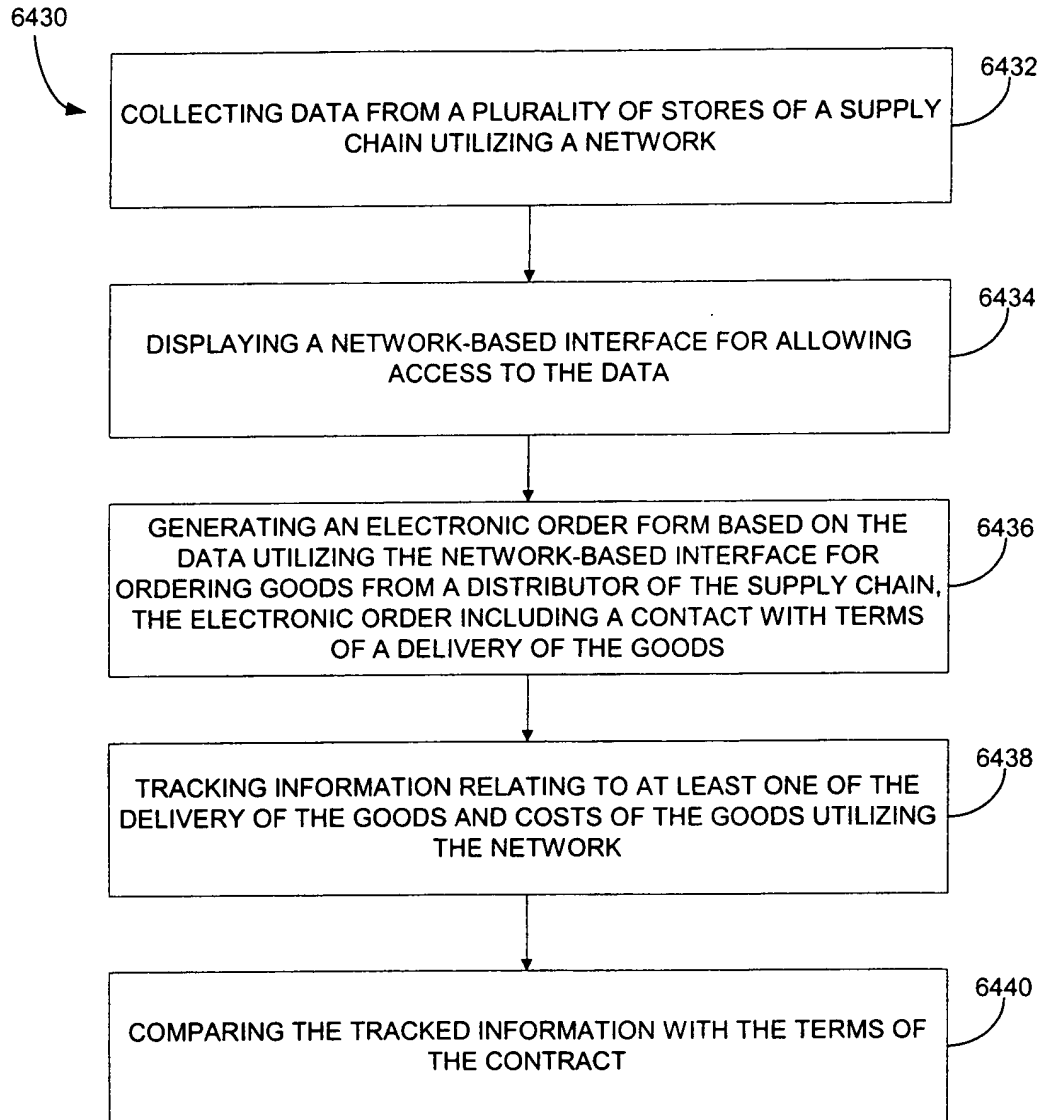 6430
6432
COLLECTING DATA FROM A PLURALITY OF STORES OF A SUPPLY
CHAIN UTILIZING A NETWORK
6434
DISPLAYING A NETWORK-BASED INTERFACE FOR ALLOWING
ACCESS TO THE DATA
6436
GENERATING AN ELECTRONIC ORDER FORM BASED ON THE
DATA UTILIZING THE NETWORK-BASED INTERFACE FOR
ORDERING GOODS FROM A DISTRIBUTOR OF THE SUPPLY CHAIN,
THE ELECTRONIC ORDER INCLUDING A CONTACT WITH TERMS
OF A DELIVERY OF THE GOODS
6438
TRACKING INFORMATION RELATING TO AT LEAST ONE OF THE
DELIVERY OF THE GOODS AND COSTS OF THE GOODS UTILIZING
THE NETWORK
6440
COMPARING THE TRACKED INFORMATION WITH THE TERMS OF
THE CONTRACT